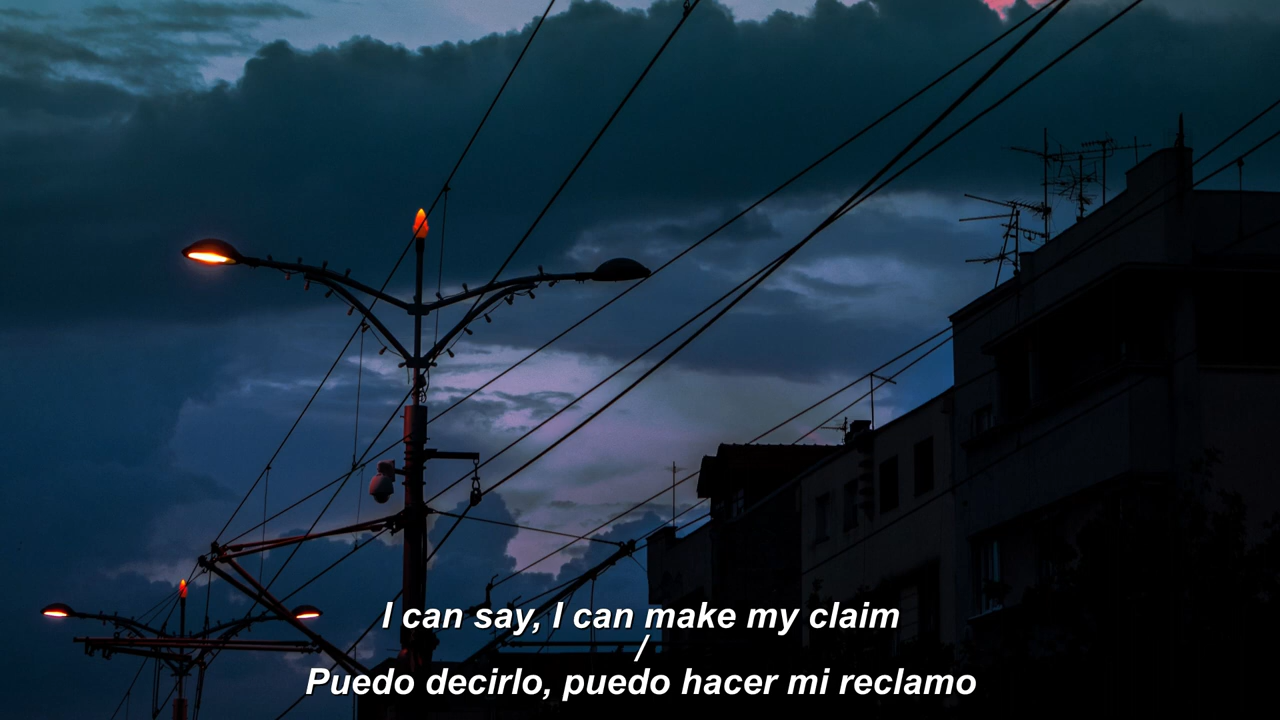 I can say, I can make my claim
/
Puedo decirlo, puedo hacer mi reclamo